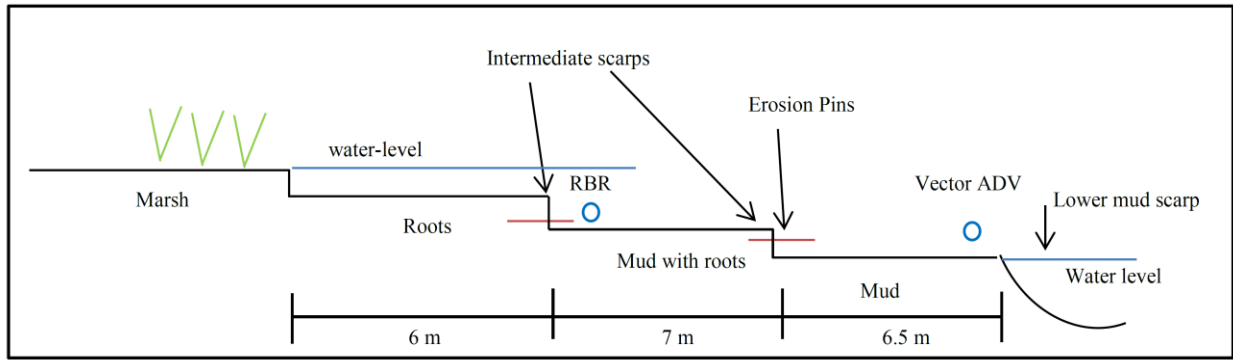 Intermediate scarps
Erosion Pins
water-level
RBR
Vector ADV
Marsh
Lower mud scarp
Roots
Mud with roots
Water level
Mud
6 m
7 m
6.5 m